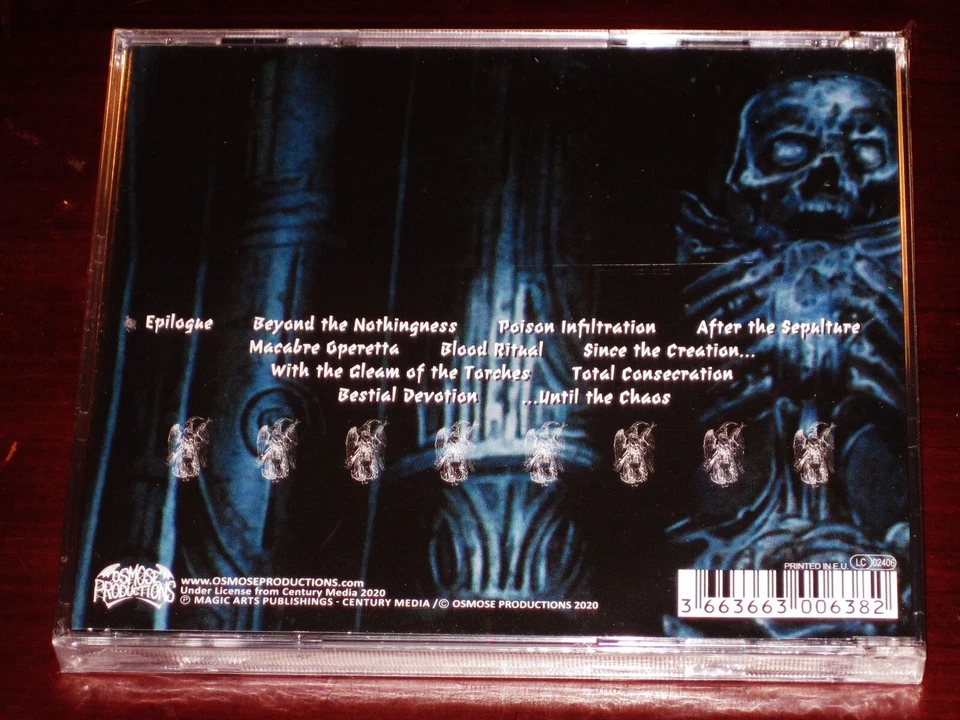 Epilogue Beyond the Nothingness Poison Infiltration After the Sepulture
Macabre Operetta Blood Ritual Since the Creation...
With the Gleam of the Torches Total Consecration
Bestial Devotion ...Until the Chaos
PRINTED IN E.U. LC 02406
OSMOSE
PRODUCTIONS
www.OSMOSEPRODUCTIONS.com
Under License from Century Media 2020
℗ MAGIC ARTS PUBLISHINGS - CENTURY MEDIA /© OSMOSE PRODUCTIONS 2020
3 663663 006382